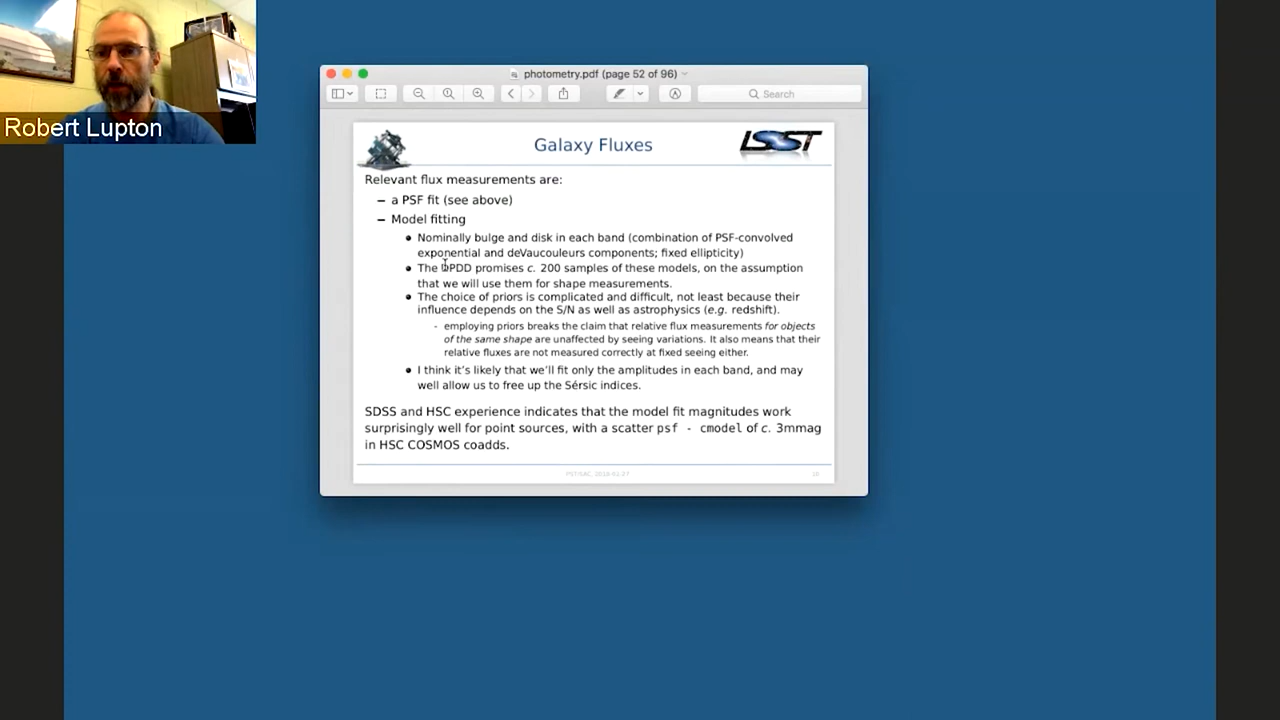 Robert Lupton
photometry.pdf (page 52 of 96)
Search
Galaxy Fluxes
LSST
Relevant flux measurements are:
– a PSF fit (see above)
– Model fitting
• Nominally bulge and disk in each band (combination of PSF-convolved
exponential and deVaucouleurs components; fixed ellipticity)
• The DPDD promises c. 200 samples of these models, on the assumption
that we will use them for shape measurements.
• The choice of priors is complicated and difficult, not least because their
influence depends on the S/N as well as astrophysics (e.g. redshift).
- employing priors breaks the claim that relative flux measurements for objects
of the same shape are unaffected by seeing variations. It also means that their
relative fluxes are not measured correctly at fixed seeing either.
• I think it's likely that we'll fit only the amplitudes in each band, and may
well allow us to free up the Sérsic indices.
SDSS and HSC experience indicates that the model fit magnitudes work
surprisingly well for point sources, with a scatter psf - cmodel of c. 3mmag
in HSC COSMOS coadds.